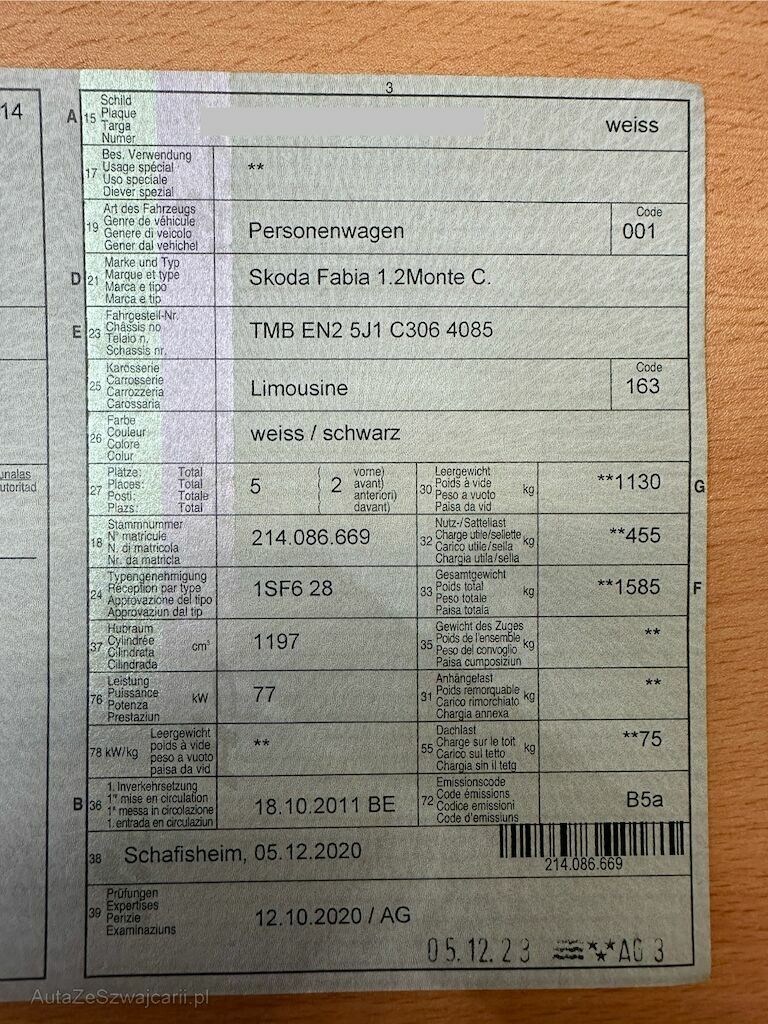 14
3
A 15 Schild
Plaque
Targa
Numer
weiss
17 Bes. Verwendung
Usage spécial
Uso speciale
Diever spezial
**
19 Art des Fahrzeugs
Genre de véhicule
Genere di veicolo
Gener dal vehichel
Personenwagen
Code
001
D 21 Marke und Typ
Marque et type
Marca e tipo
Marca e tip
Skoda Fabia 1.2Monte C.
E 23 Fahrgestell-Nr.
Châssis no
Telaio n.
Schassis nr.
TMB EN2 5J1 C306 4085
25 Karosserie
Carrosserie
Carrozzeria
Carossaria
Limousine
Code
163
26 Farbe
Couleur
Colore
Colur
weiss / schwarz
unalas
utoritad
27 Plätze: Total
Places: Total
Posti: Totale
Plazs: Total
5
( 2 vorne)
avant)
anteriori)
davant)
30 Leergewicht
Poids à vide kg
Peso a vuoto
Paisa da vid
**1130
G
18 Stammnummer
N° matricule
N. di matricola
Nr. da matricla
214.086.669
32 Nutz-/Sattellast
Charge utile/sellette kg
Carico utile/sella
Chargia utila/sella
**455
24 Typengenehmigung
Réception par type
Approvazione del tipo
Approvaziun dal tip
1SF6 28
33 Gesamtgewicht
Poids total kg
Peso totale
Paisa totala
**1585
F
37 Hubraum
Cylindrée cm³
Cilindrata
Cilindrada
1197
35 Gewicht des Zuges
Poids de l'ensemble kg
Peso del convoglio
Paisa cumposiziun
**
76 Leistung
Puissance kW
Potenza
Prestaziun
77
31 Anhängelast
Poids remorquable kg
Carico rimorchiato
Chargia annexa
**
78 kW/kg Leergewicht
poids à vide
peso a vuoto
paisa da vid
**
55 Dachlast
Charge sur le toit kg
Carico sul tetto
Chargia sin il tetg
**75
B 36 1. Inverkehrsetzung
1re mise en circulation
1a messa in circolazione
1. entrada en circulaziun
18.10.2011 BE
72 Emissionscode
Code émissions
Codice emissioni
Code d'emissiuns
B5a
38 Schafisheim, 05.12.2020
214.086.669
39 Prüfungen
Expertises
Perizie
Examinaziuns
12.10.2020 / AG
05.12.23 AG 3
AutaZeSzwajcarii.pl